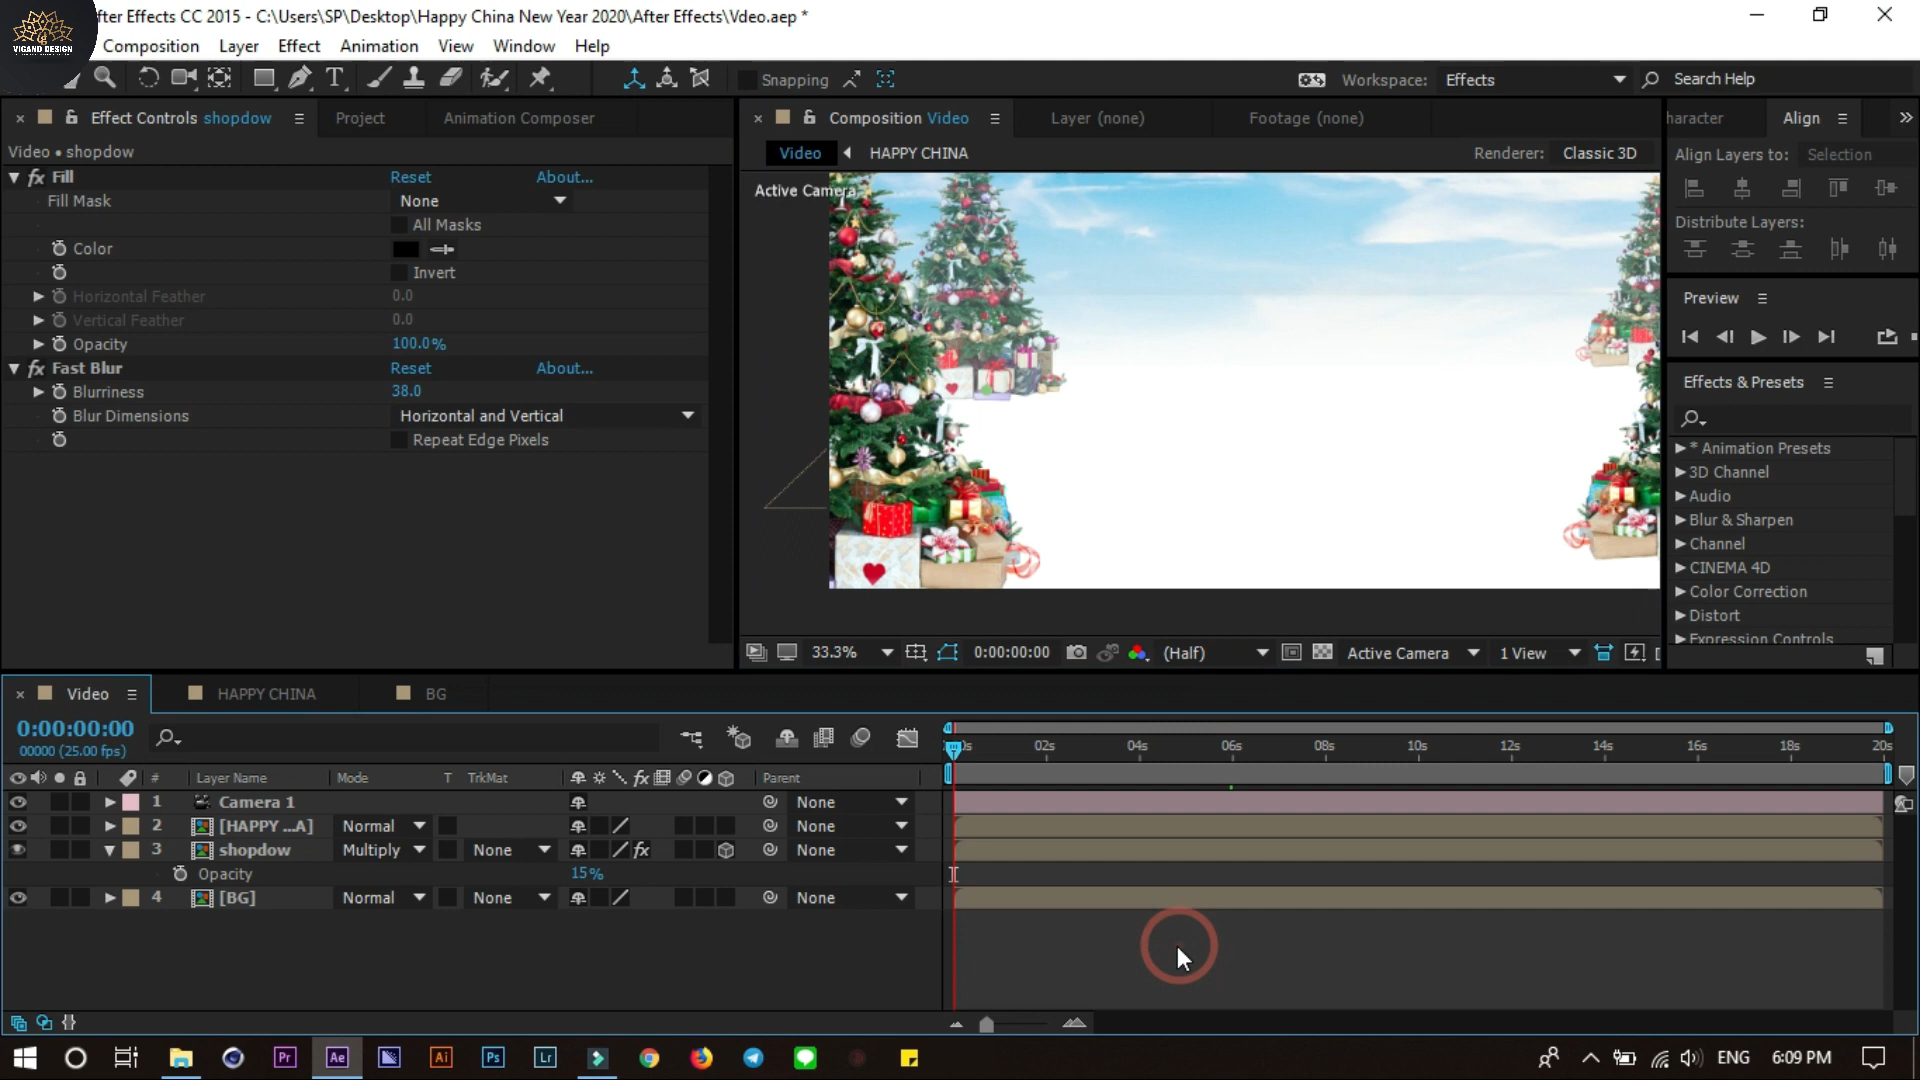 VIGAND DESIGN
fter Effects CC 2015 - C:\Users\SP\Desktop\Happy China New Year 2020\After Effects\Vdeo.aep *
Composition Layer Effect Animation View Window Help
Snapping
Workspace: Effects
Search Help
Effect Controls shopdow
Project
Animation Composer
Composition Video
Layer (none)
Footage (none)
haracter
Align
Video • shopdow
Video
HAPPY CHINA
Renderer: Classic 3D
Align Layers to: Selection
Fill Reset About...
Fill Mask None
All Masks
Color
Invert
Horizontal Feather 0.0
Vertical Feather 0.0
Opacity 100.0%
Fast Blur Reset About...
Blurriness 38.0
Blur Dimensions Horizontal and Vertical
Repeat Edge Pixels
Active Camera
Distribute Layers:
Preview
Effects & Presets
* Animation Presets
3D Channel
Audio
Blur & Sharpen
Channel
CINEMA 4D
Color Correction
Distort
Expression Controls
33.3% 0:00:00:00 (Half) Active Camera 1 View
Video HAPPY CHINA BG
0:00:00:00
00000 (25.00 fps)
0s 02s 04s 06s 08s 10s 12s 14s 16s 18s 20s
# Layer Name Mode T TrkMat fx Parent
1 Camera 1 None
2 [HAPPY ...A] Normal None
3 shopdow Multiply None fx None
Opacity 15%
4 [BG] Normal None None
Pr Ae Ai Ps Lr
ENG 6:09 PM